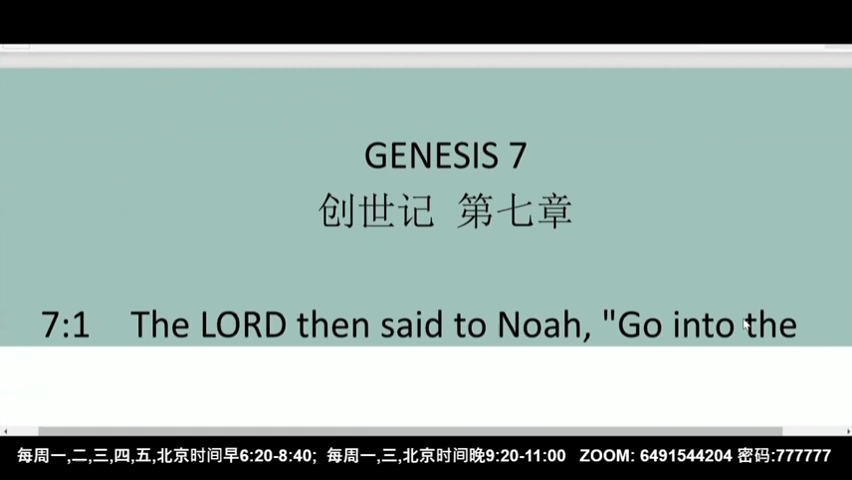 GENESIS 7
创世记 第七章
7:1 The LORD then said to Noah, "Go into the
每周一,二,三,四,五,北京时间早6:20-8:40; 每周一,三,北京时间晚9:20-11:00 ZOOM: 6491544204 密码:777777